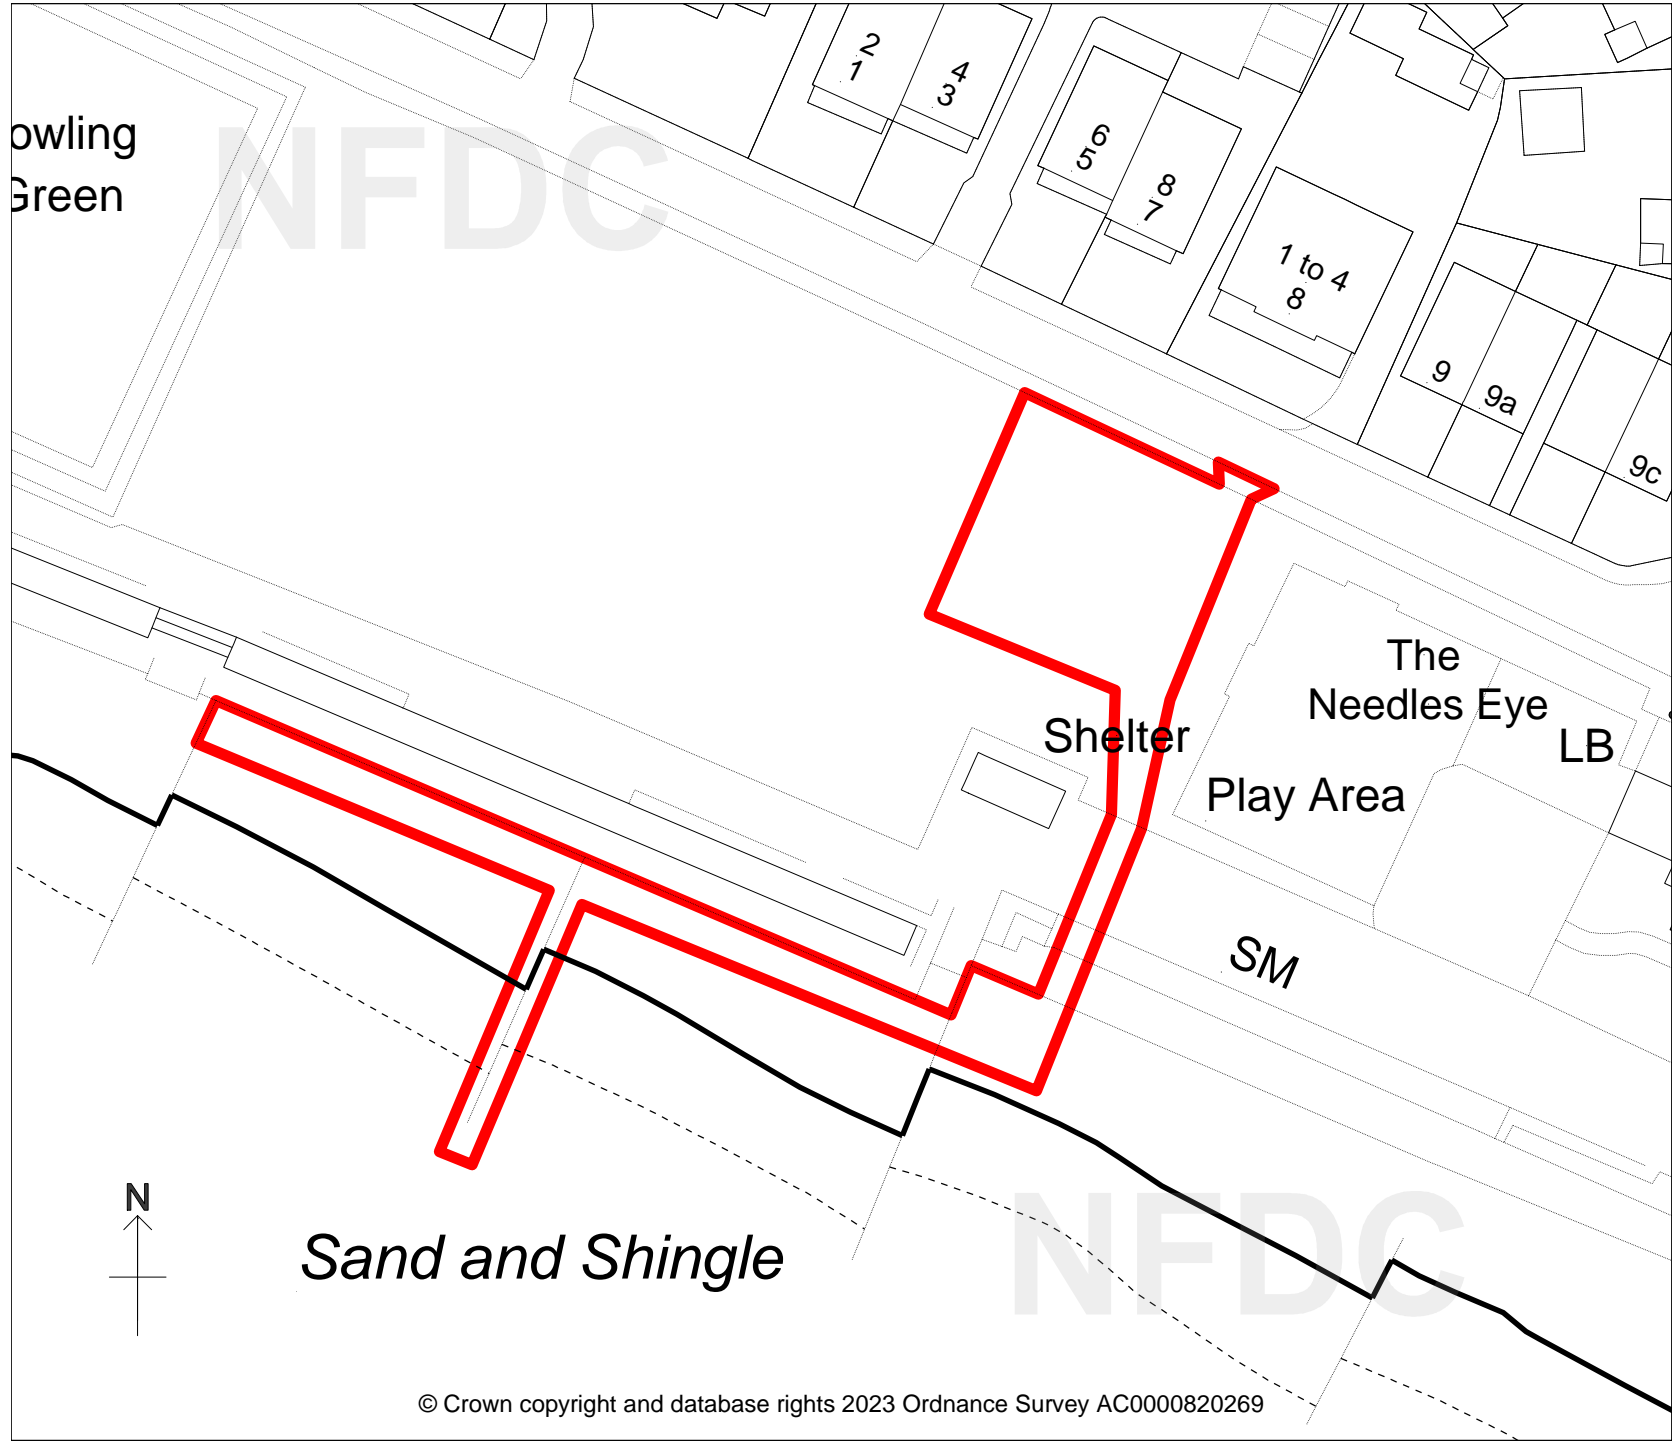 2
1
4
3
owling
Green
NFDC
6
5
8
7
1 to 4
8
9
9a
9c
The
Needles Eye
Shelter
LB
Play Area
SM
N
Sand and Shingle
NFDC
© Crown copyright and database rights 2023 Ordnance Survey AC0000820269